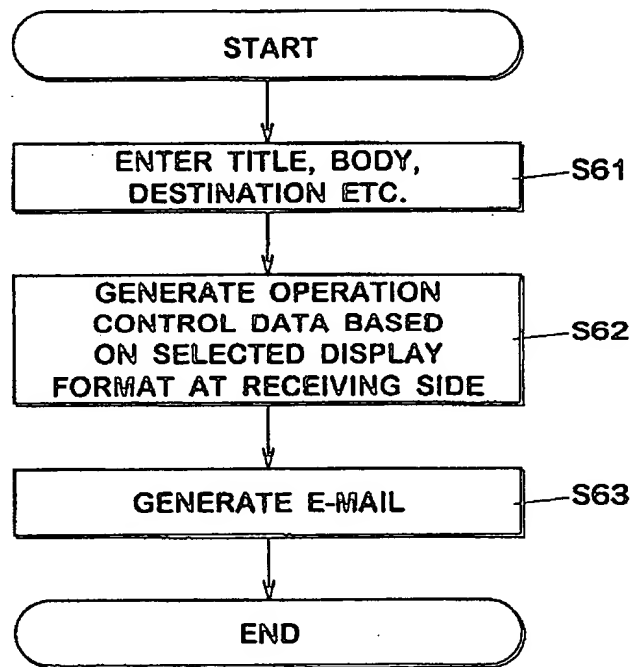 START
ENTER TITLE, BODY,
DESTINATION ETC.
S61
GENERATE OPERATION
CONTROL DATA BASED
ON SELECTED DISPLAY
FORMAT AT RECEIVING SIDE
S62
GENERATE E-MAIL
S63
END